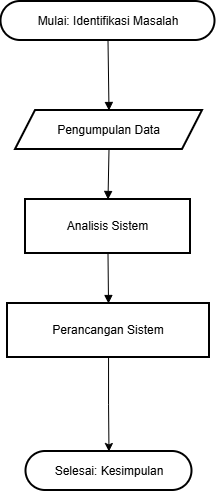 Mulai: Identifikasi Masalah
Pengumpulan Data
Analisis Sistem
Perancangan Sistem
Selesai: Kesimpulan